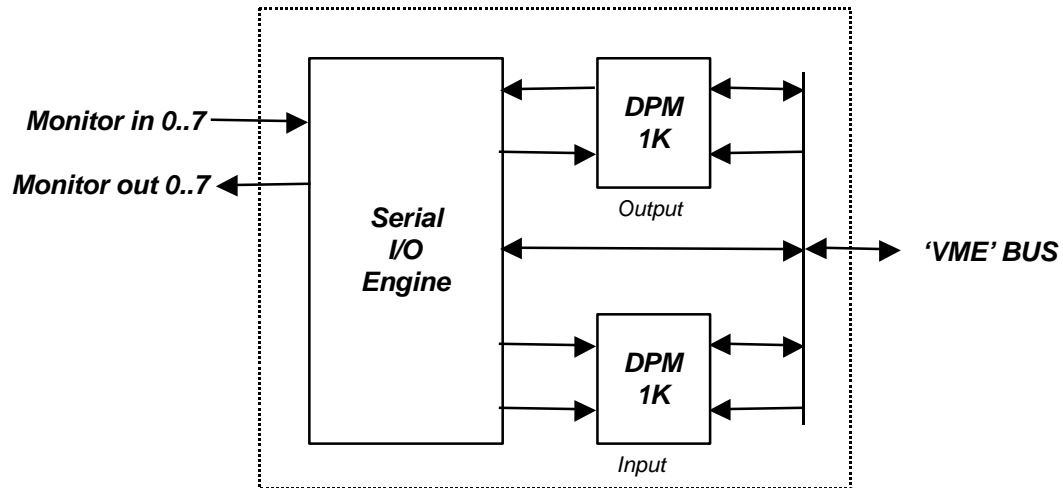 Monitor in 0..7
Monitor out 0..7
Serial
I/O
Engine
DPM
1K
Output
DPM
1K
Input
‘VME’ BUS